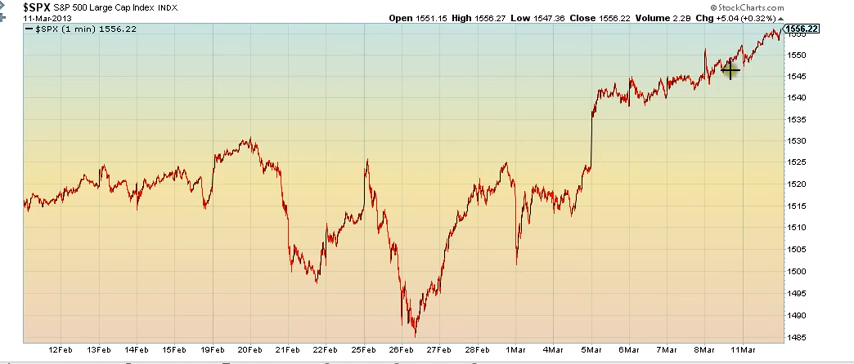 $SPX S&P 500 Large Cap Index INDX
© StockCharts.com
11-Mar-2013
Open 1551.15 High 1556.27 Low 1547.36 Close 1556.22 Volume 2.2B Chg +5.04 (+0.32%)
$SPX (1 min) 1556.22
1556.22
1555
1550
1545
1540
1535
1530
1525
1520
1515
1510
1505
1500
1495
1490
1485
12Feb 13Feb 14Feb 15Feb 19Feb 20Feb 21Feb 22Feb 25Feb 26Feb 27Feb 28Feb 1Mar 4Mar 5Mar 6Mar 7Mar 8Mar 11Mar